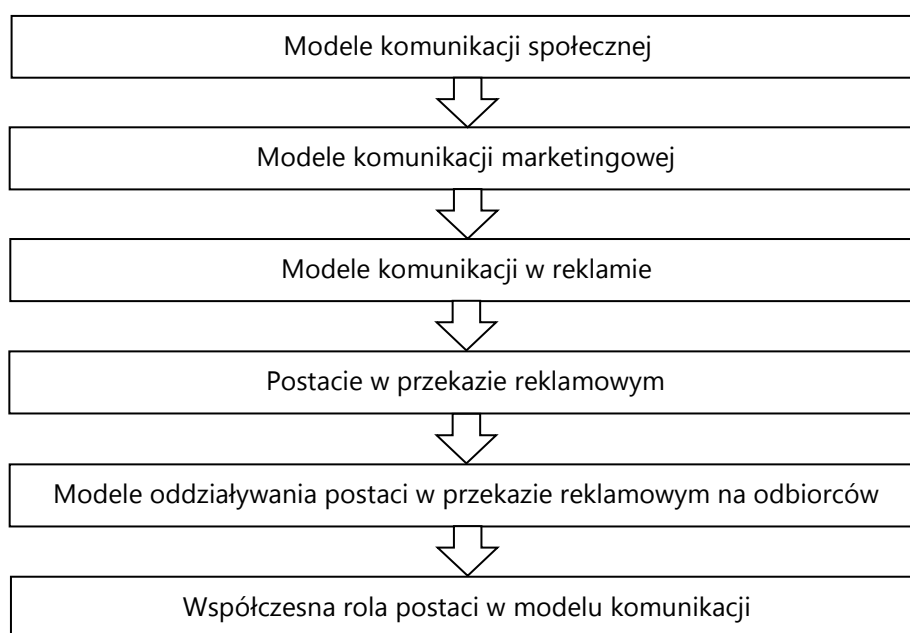 Modele komunikacji społecznej
Modele komunikacji marketingowej
Modele komunikacji w reklamie
Postacie w przekazie reklamowym
Modele oddziaływania postaci w przekazie reklamowym na odbiorców
Współczesna rola postaci w modelu komunikacji